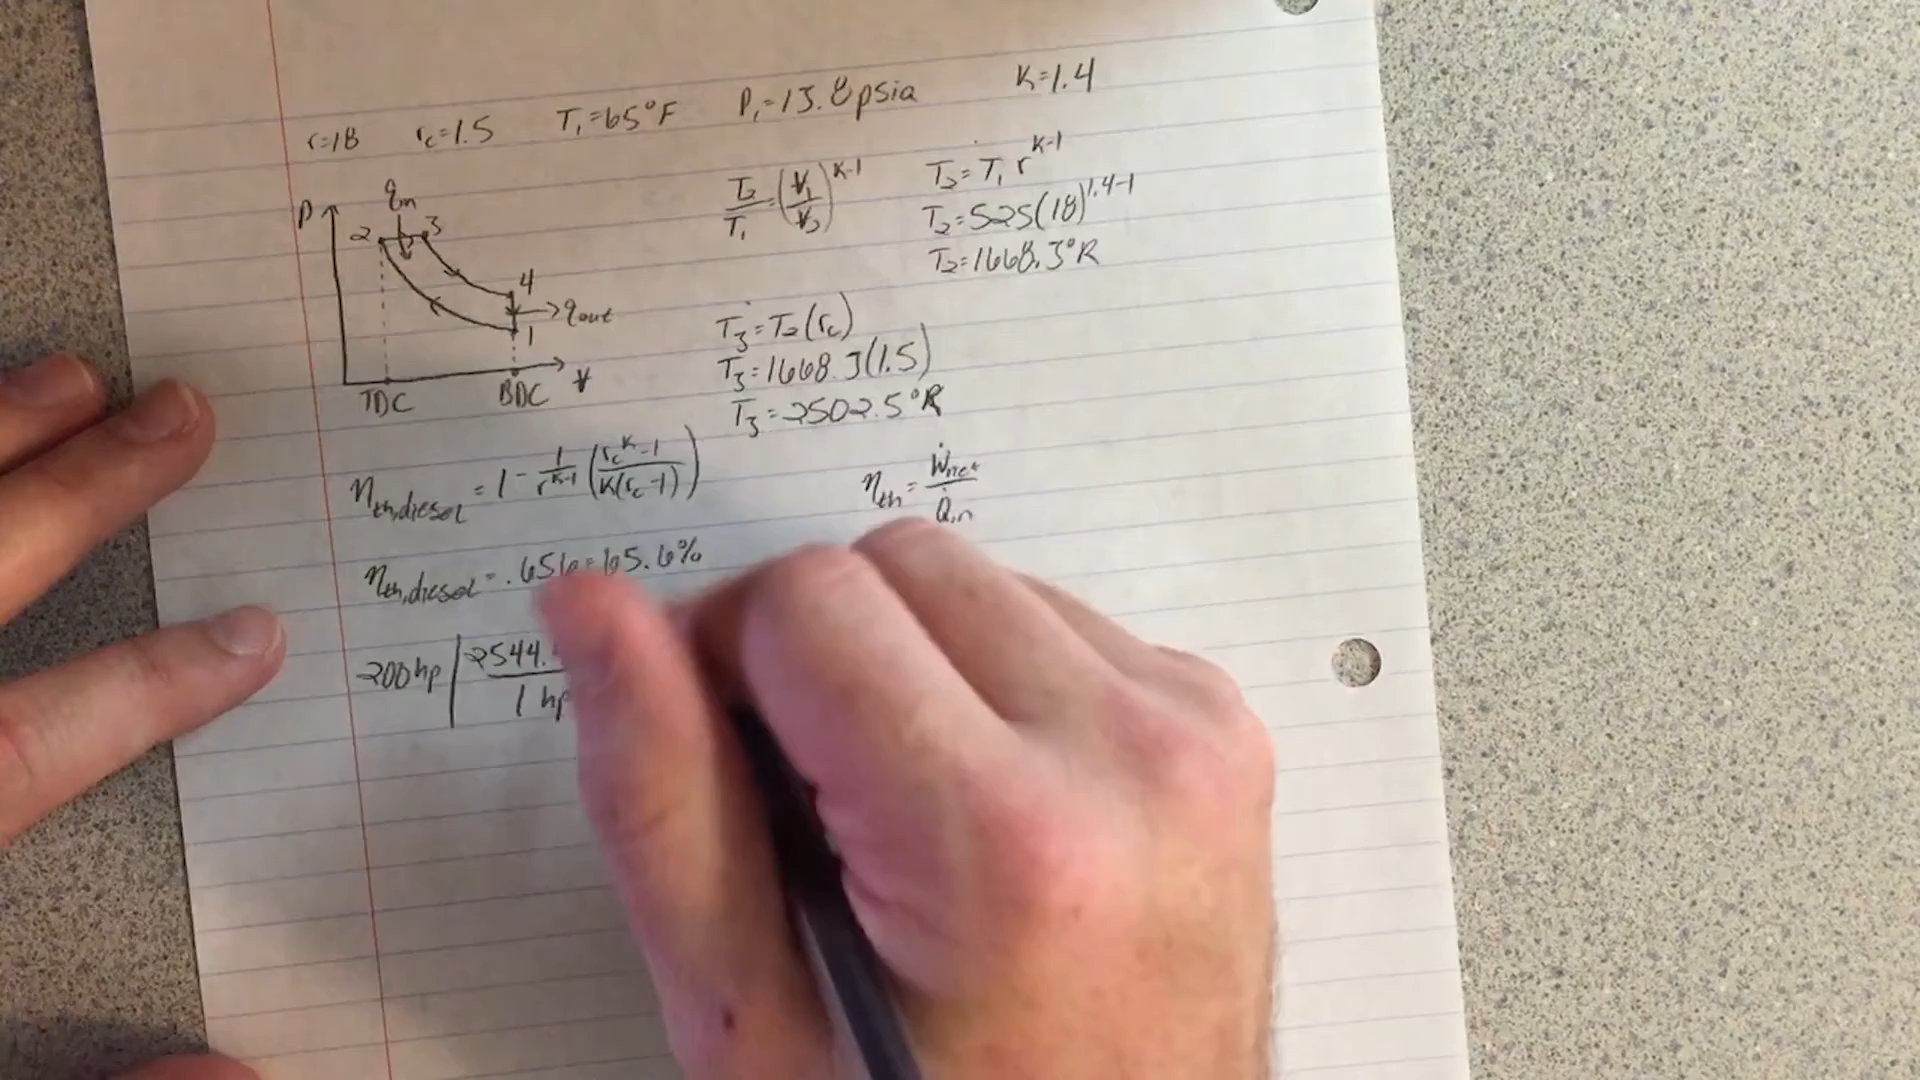 r=18 rc=1.5 T1=65°F P1=13.8psia K=1.4
P
qin
2 3
4
qout
1
TDC BDC V
T2/T1=(V1/V2)^K-1
T2=T1 r^K-1
T2=525(18)^1.4-1
T2=1668.3°R
T3=T2(rc)
T3=1668.3(1.5)
T3=2502.5°R
ηth,diesel=1-1/r^K-1(rc^K-1/K(rc-1))
ηth=Ẇnet/Q̇in
ηth,diesel=.656=65.6%
200hp|2544.
1 hp